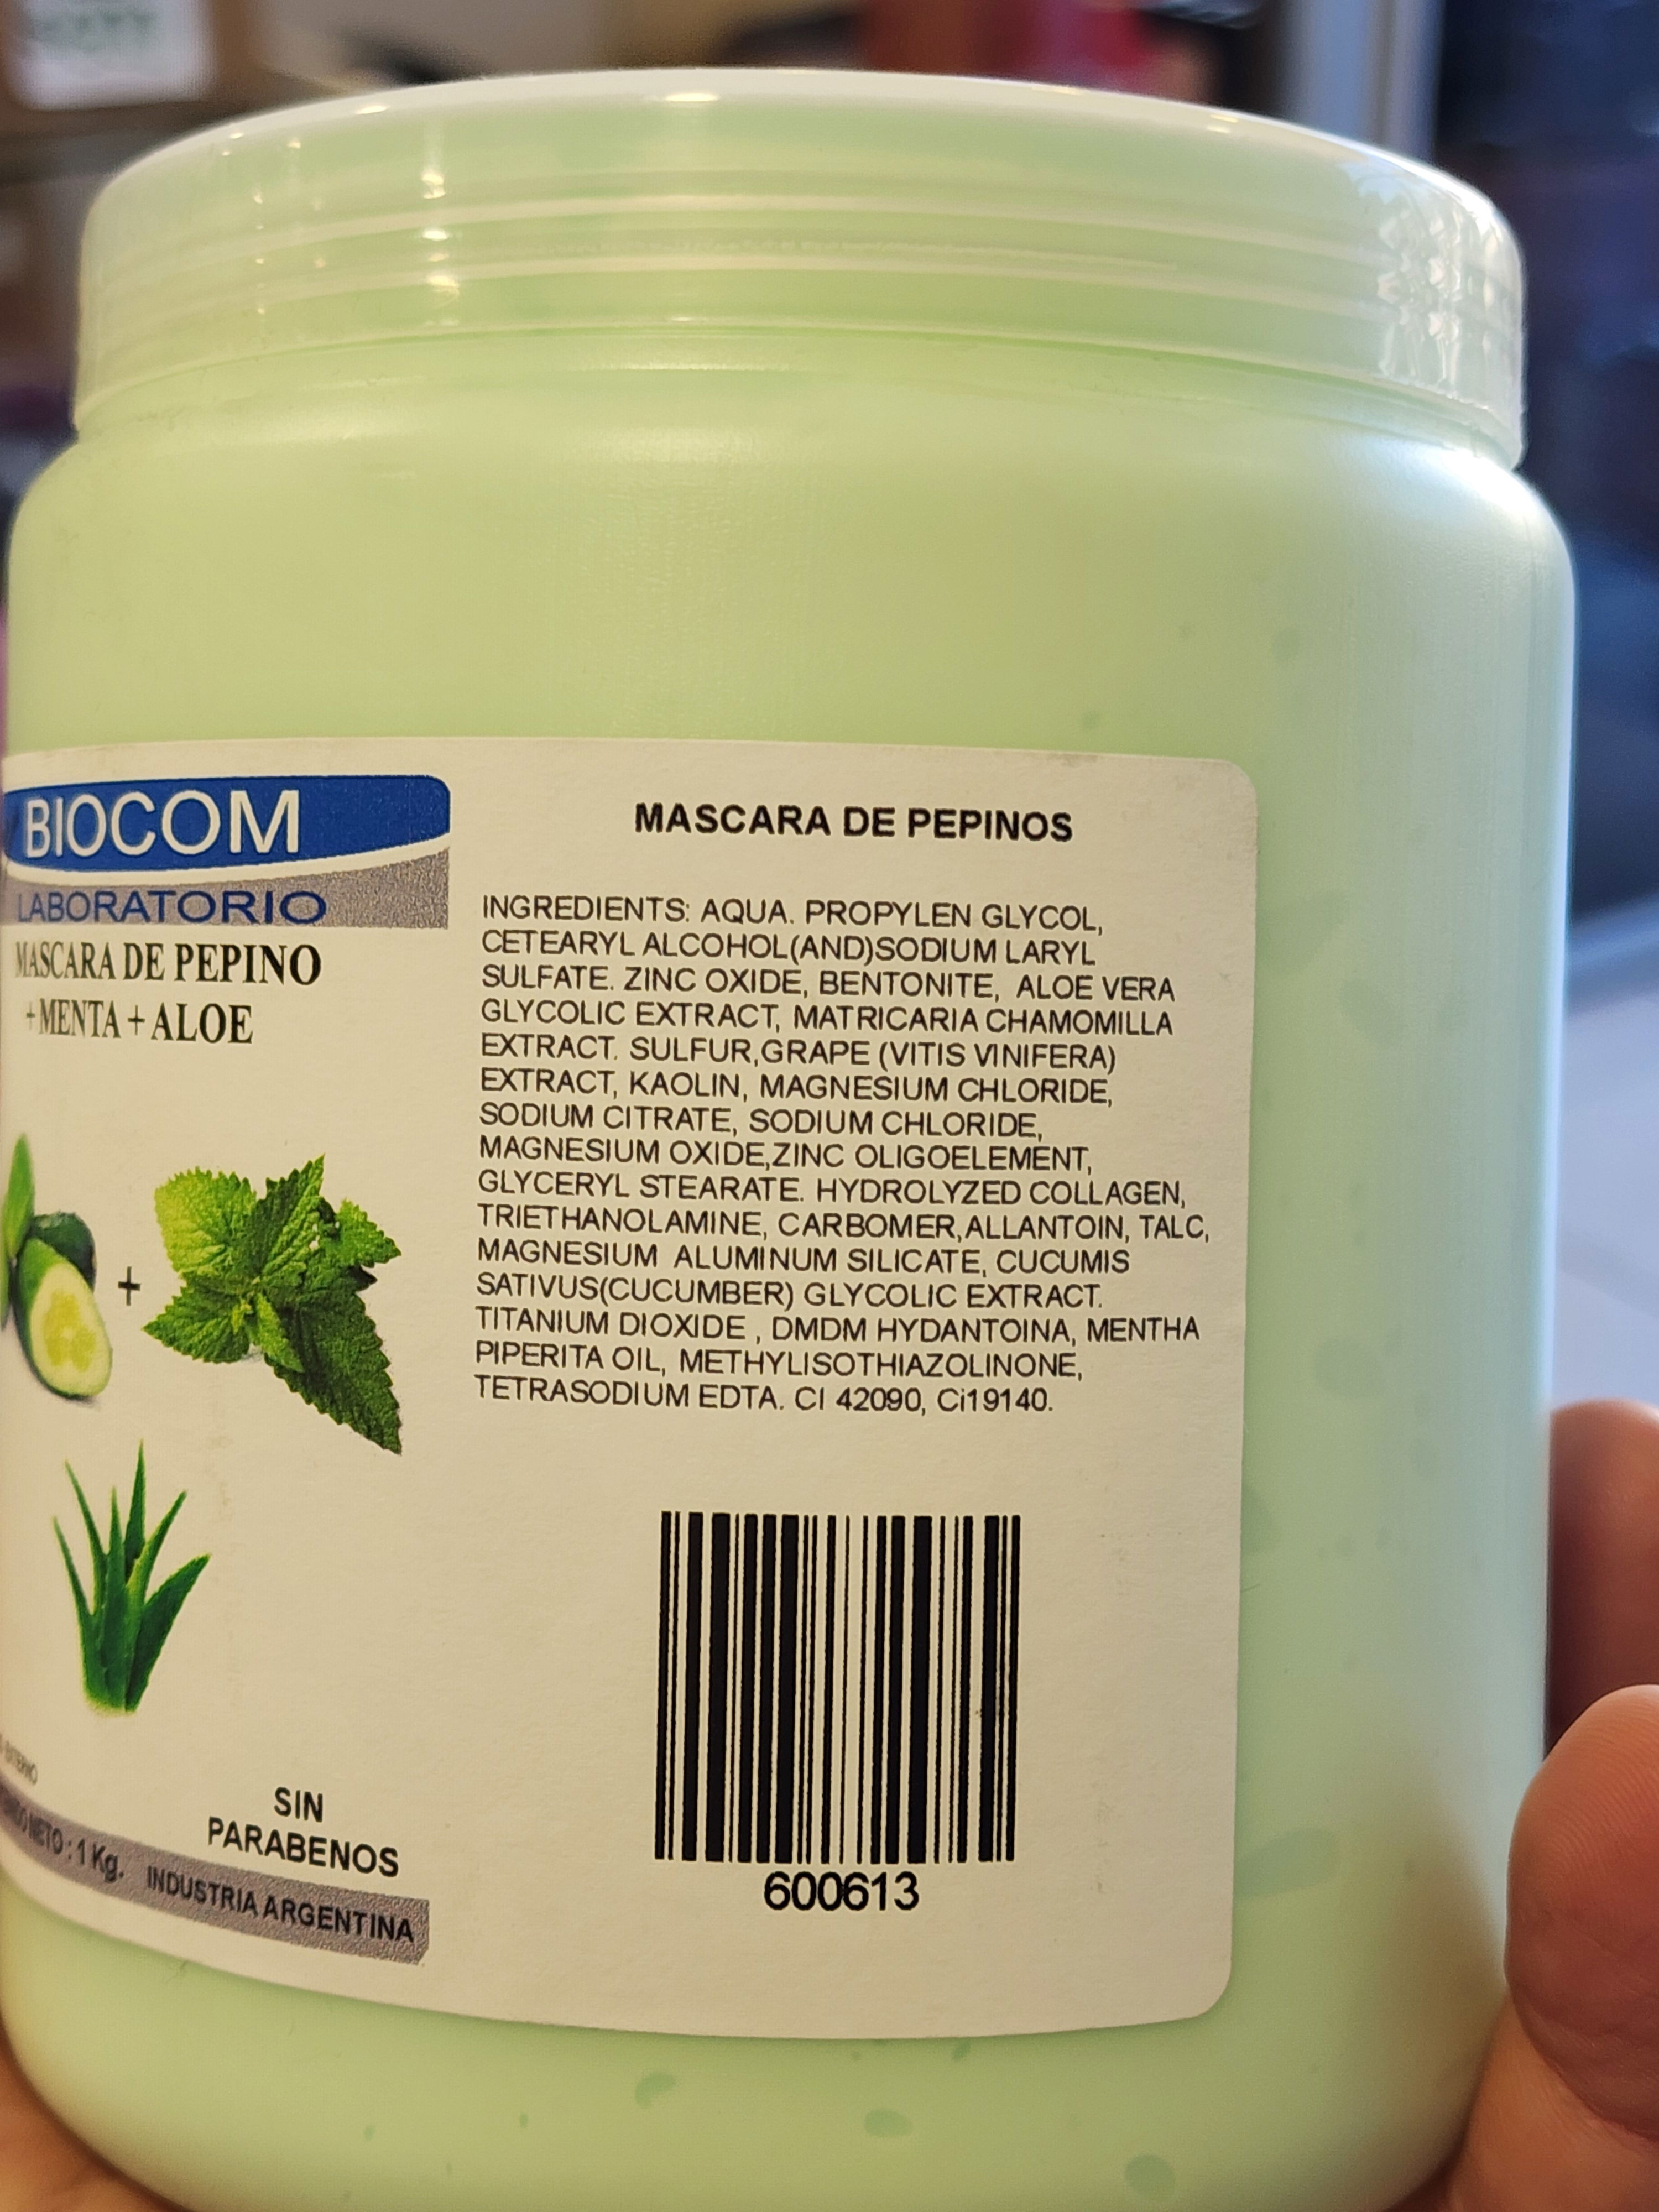 BIOCOM
LABORATORIO
MASCARA DE PEPINO
+MENTA + ALOE
+
SIN
PARABENOS
NETO : 1 Kg. INDUSTRIA ARGENTINA
MASCARA DE PEPINOS
INGREDIENTS: AQUA. PROPYLEN GLYCOL,
CETEARYL ALCOHOL(AND)SODIUM LARYL
SULFATE. ZINC OXIDE, BENTONITE, ALOE VERA
GLYCOLIC EXTRACT, MATRICARIA CHAMOMILLA
EXTRACT. SULFUR,GRAPE (VITIS VINIFERA)
EXTRACT, KAOLIN, MAGNESIUM CHLORIDE,
SODIUM CITRATE, SODIUM CHLORIDE,
MAGNESIUM OXIDE,ZINC OLIGOELEMENT,
GLYCERYL STEARATE. HYDROLYZED COLLAGEN,
TRIETHANOLAMINE, CARBOMER,ALLANTOIN, TALC,
MAGNESIUM ALUMINUM SILICATE, CUCUMIS
SATIVUS(CUCUMBER) GLYCOLIC EXTRACT.
TITANIUM DIOXIDE , DMDM HYDANTOINA, MENTHA
PIPERITA OIL, METHYLISOTHIAZOLINONE,
TETRASODIUM EDTA. CI 42090, Ci19140.
600613